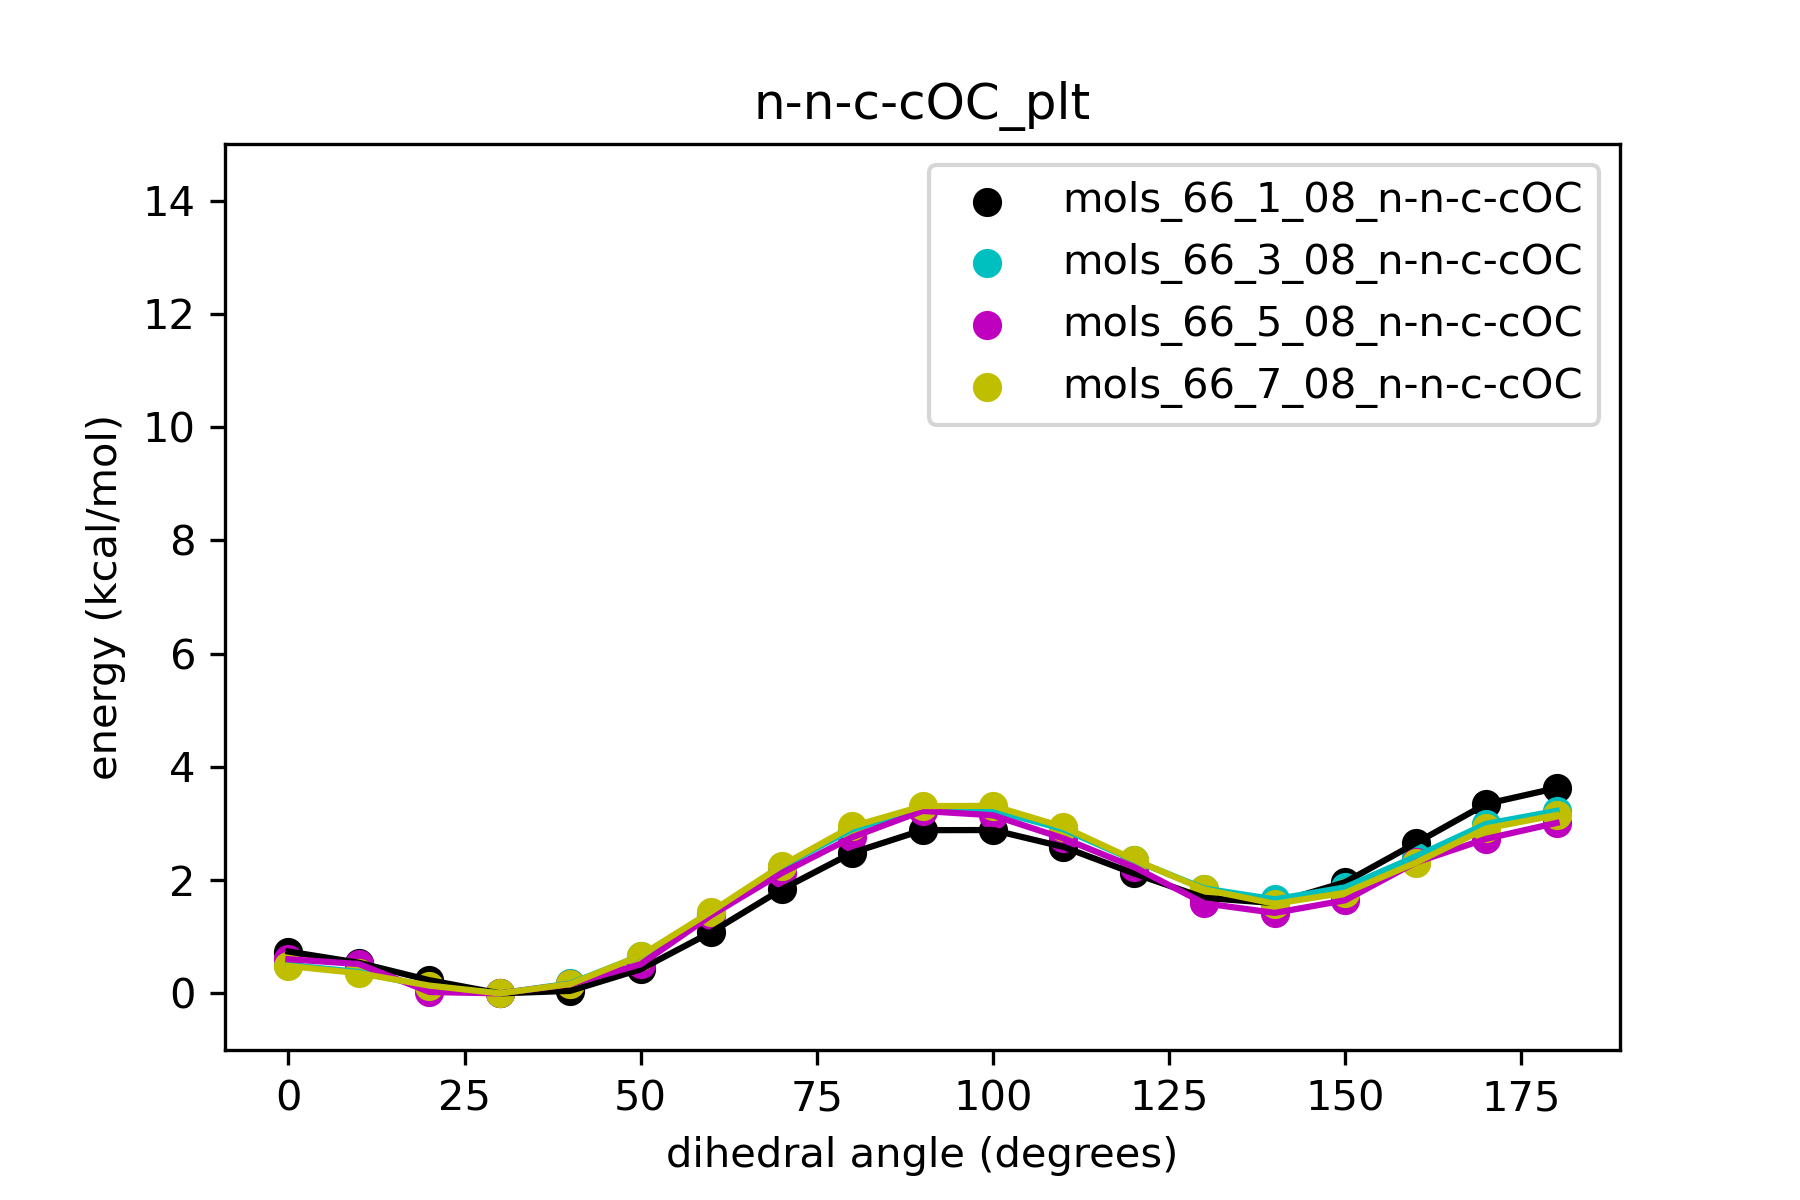 n-n-c-cOC_plt
mols_66_1_08_n-n-c-cOC
mols_66_3_08_n-n-c-cOC
mols_66_5_08_n-n-c-cOC
mols_66_7_08_n-n-c-cOC
energy (kcal/mol)
14
12
10
8
6
4
2
0
0 25 50 75 100 125 150 175
dihedral angle (degrees)